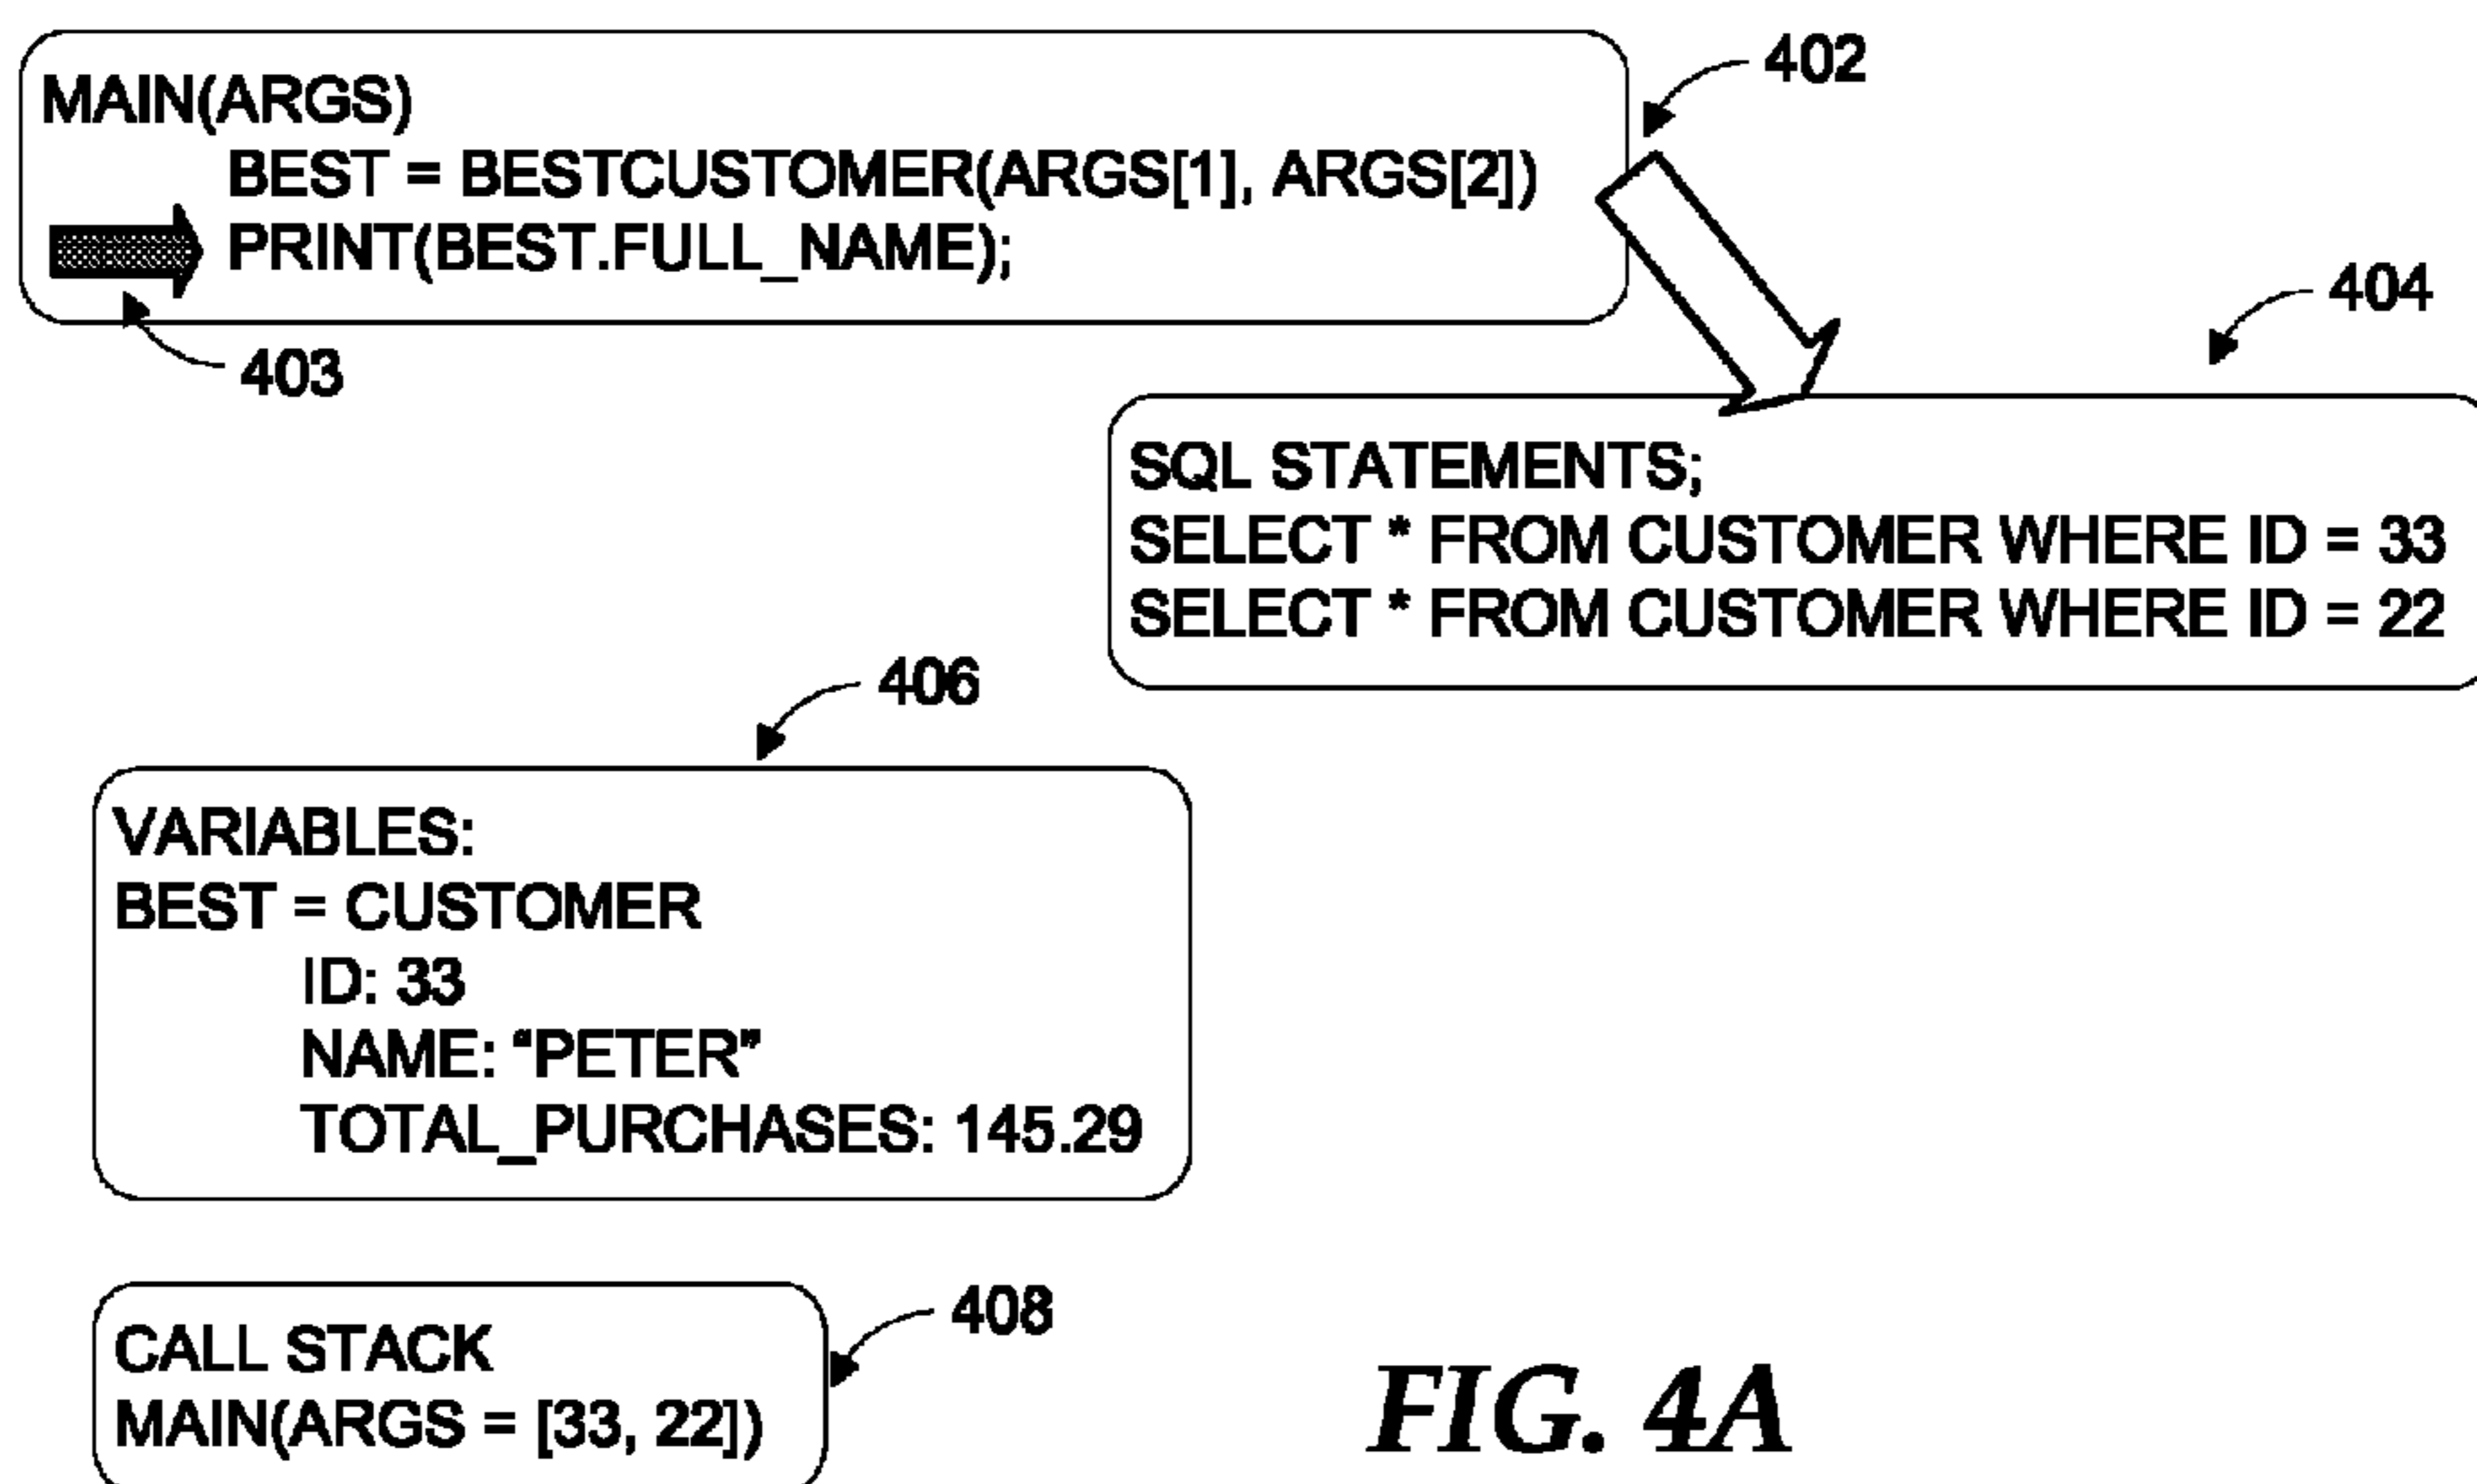 402
MAIN(ARGS)
BEST = BESTCUSTOMER(ARGS[1], ARGS[2])
PRINT(BEST.FULL_NAME);
403
404
SQL STATEMENTS;
SELECT * FROM CUSTOMER WHERE ID = 33
SELECT * FROM CUSTOMER WHERE ID = 22
406
VARIABLES:
BEST = CUSTOMER
ID: 33
NAME: “PETER”
TOTAL_PURCHASES: 145.29
408
CALL STACK
MAIN(ARGS = [33, 22])
FIG. 4A